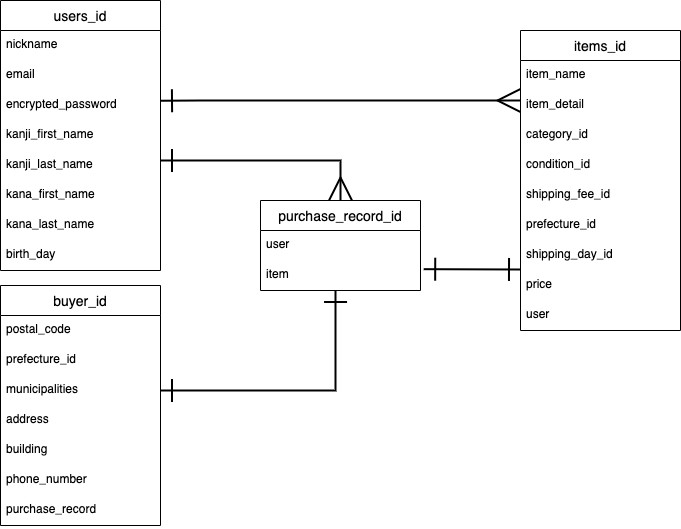 users_id
nickname
email
encrypted_password
kanji_first_name
kanji_last_name
kana_first_name
kana_last_name
birth_day
items_id
item_name
item_detail
category_id
condition_id
shipping_fee_id
prefecture_id
shipping_day_id
price
user
purchase_record_id
user
item
buyer_id
postal_code
prefecture_id
municipalities
address
building
phone_number
purchase_record